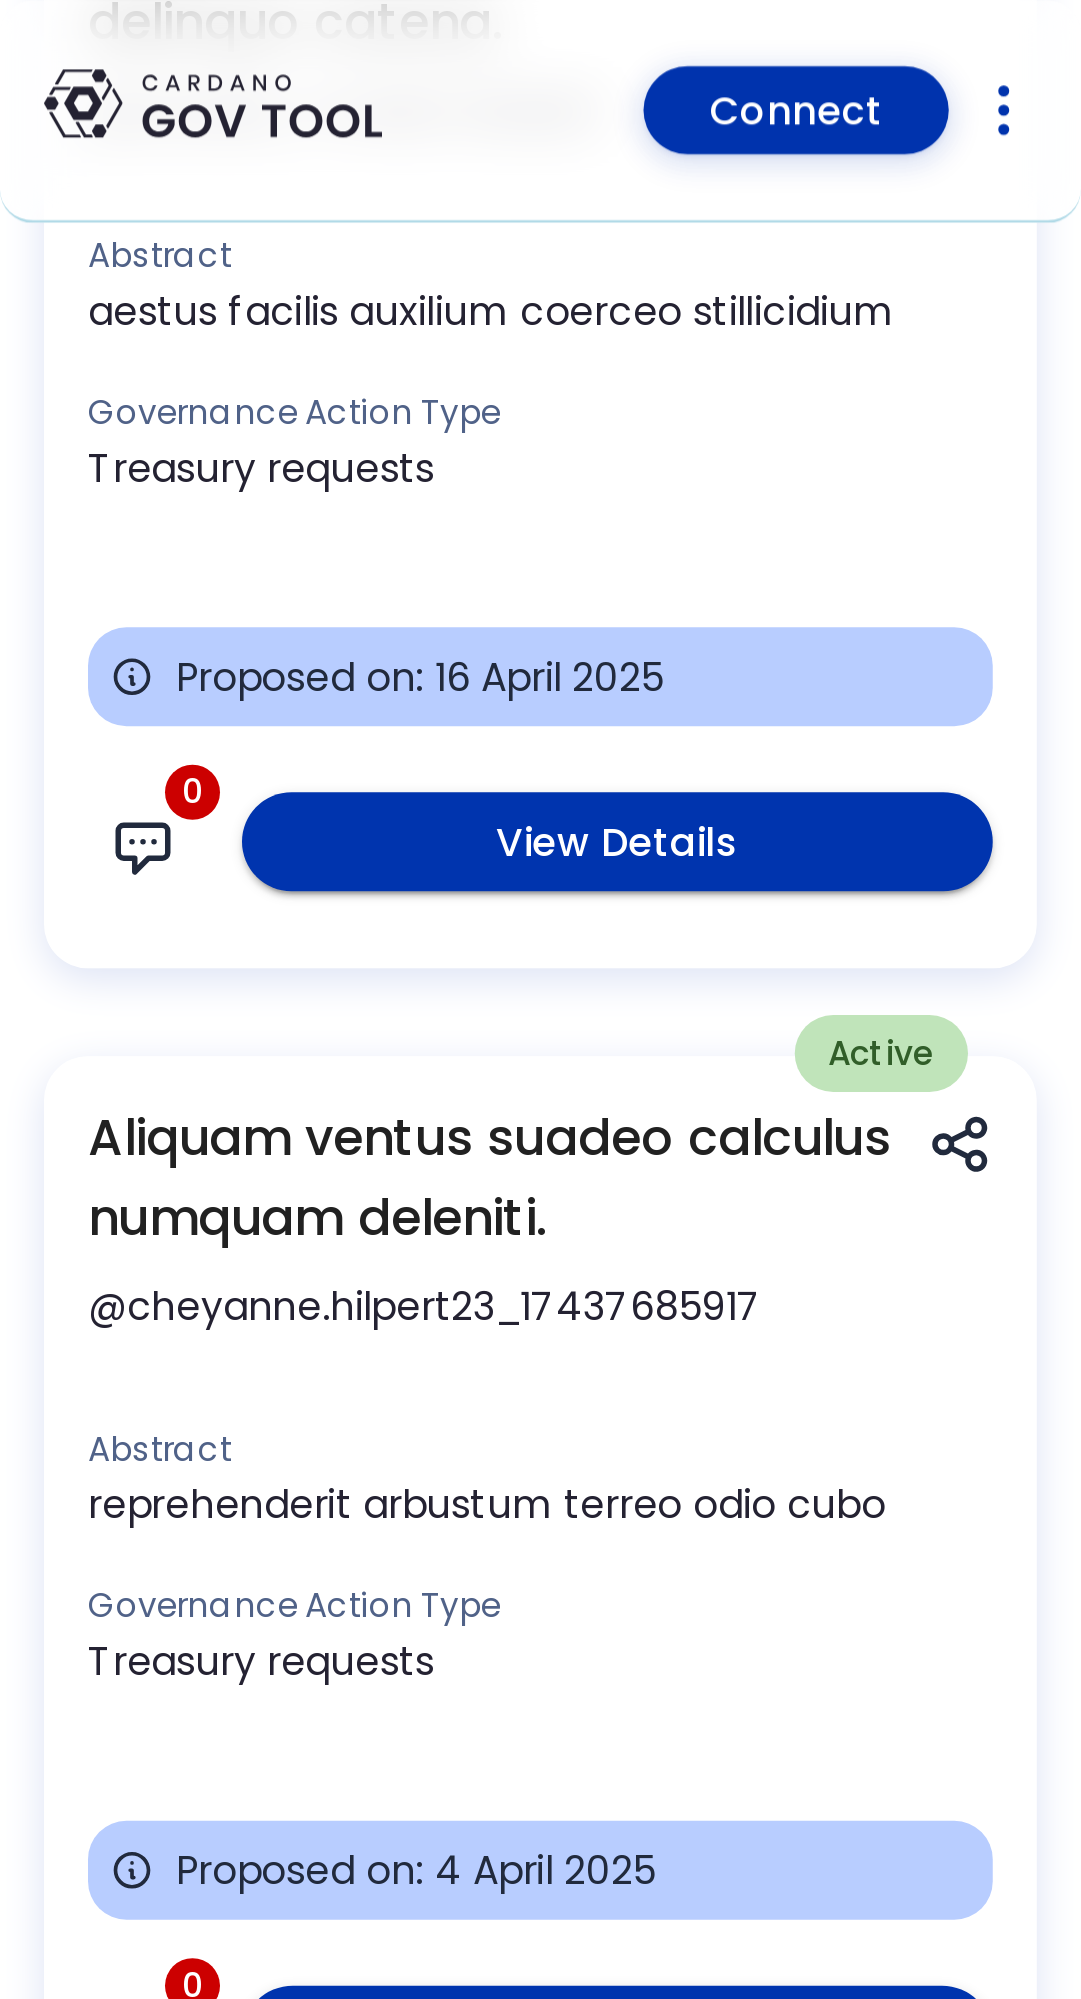 delinquo catena.
CARDANO
GOV TOOL
Connect
Abstract
aestus facilis auxilium coerceo stillicidium
Governance Action Type
Treasury requests
Proposed on: 16 April 2025
0
View Details
Active
Aliquam ventus suadeo calculus
numquam deleniti.
@cheyanne.hilpert23_17437685917
Abstract
reprehenderit arbustum terreo odio cubo
Governance Action Type
Treasury requests
Proposed on: 4 April 2025
0